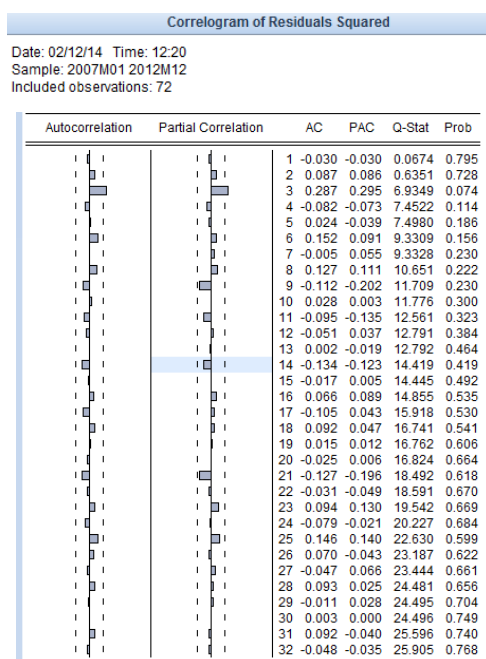 Correlogram of Residuals Squared
Date: 02/12/14 Time: 12:20
Sample: 2007M01 2012M12
Included observations: 72
Autocorrelation Partial Correlation AC PAC Q-Stat Prob
1 -0.030 -0.030 0.0674 0.795
2 0.087 0.086 0.6351 0.728
3 0.287 0.295 6.9349 0.074
4 -0.082 -0.073 7.4522 0.114
5 0.024 -0.039 7.4980 0.186
6 0.152 0.091 9.3309 0.156
7 -0.005 0.055 9.3328 0.230
8 0.127 0.111 10.651 0.222
9 -0.112 -0.202 11.709 0.230
10 0.028 0.003 11.776 0.300
11 -0.095 -0.135 12.561 0.323
12 -0.051 0.037 12.791 0.384
13 0.002 -0.019 12.792 0.464
14 -0.134 -0.123 14.419 0.419
15 -0.017 0.005 14.445 0.492
16 0.066 0.089 14.855 0.535
17 -0.105 0.043 15.918 0.530
18 0.092 0.047 16.741 0.541
19 0.015 0.012 16.762 0.606
20 -0.025 0.006 16.824 0.664
21 -0.127 -0.196 18.492 0.618
22 -0.031 -0.049 18.591 0.670
23 0.094 0.130 19.542 0.669
24 -0.079 -0.021 20.227 0.684
25 0.146 0.140 22.630 0.599
26 0.070 -0.043 23.187 0.622
27 -0.047 0.066 23.444 0.661
28 0.093 0.025 24.481 0.656
29 -0.011 0.028 24.495 0.704
30 0.003 0.000 24.496 0.749
31 0.092 -0.040 25.596 0.740
32 -0.048 -0.035 25.905 0.768